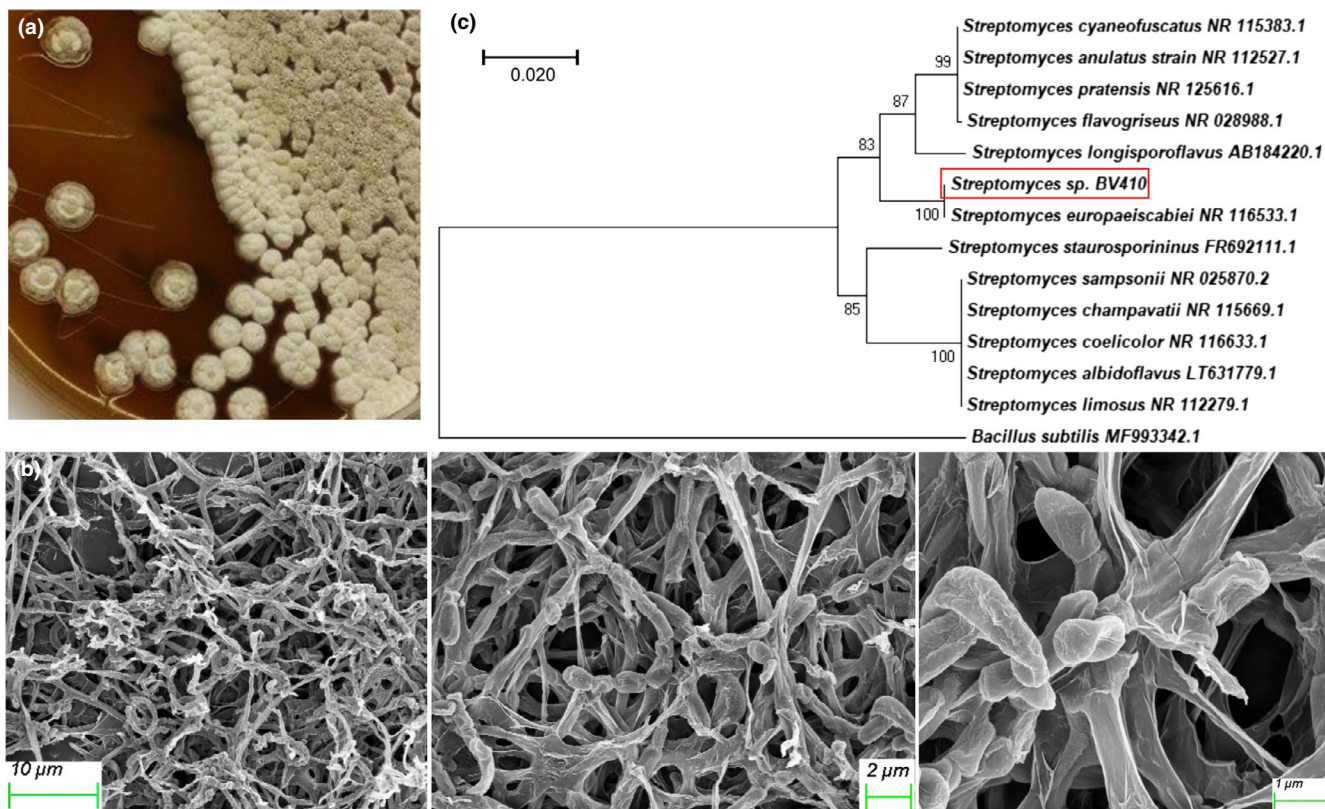 (a)
(c)
0.020
Streptomyces cyaneofuscatus NR 115383.1
99
Streptomyces anulatus strain NR 112527.1
Streptomyces pratensis NR 125616.1
87
Streptomyces flavogriseus NR 028988.1
83
Streptomyces longisporoflavus AB184220.1
Streptomyces sp. BV410
100
Streptomyces europaeiscabiei NR 116533.1
Streptomyces staurosporininus FR692111.1
Streptomyces sampsonii NR 025870.2
85
Streptomyces champavatii NR 115669.1
Streptomyces coelicolor NR 116633.1
100
Streptomyces albidoflavus LT631779.1
Streptomyces limosus NR 112279.1
Bacillus subtilis MF993342.1
(b)
10 µm
2 µm
1 µm